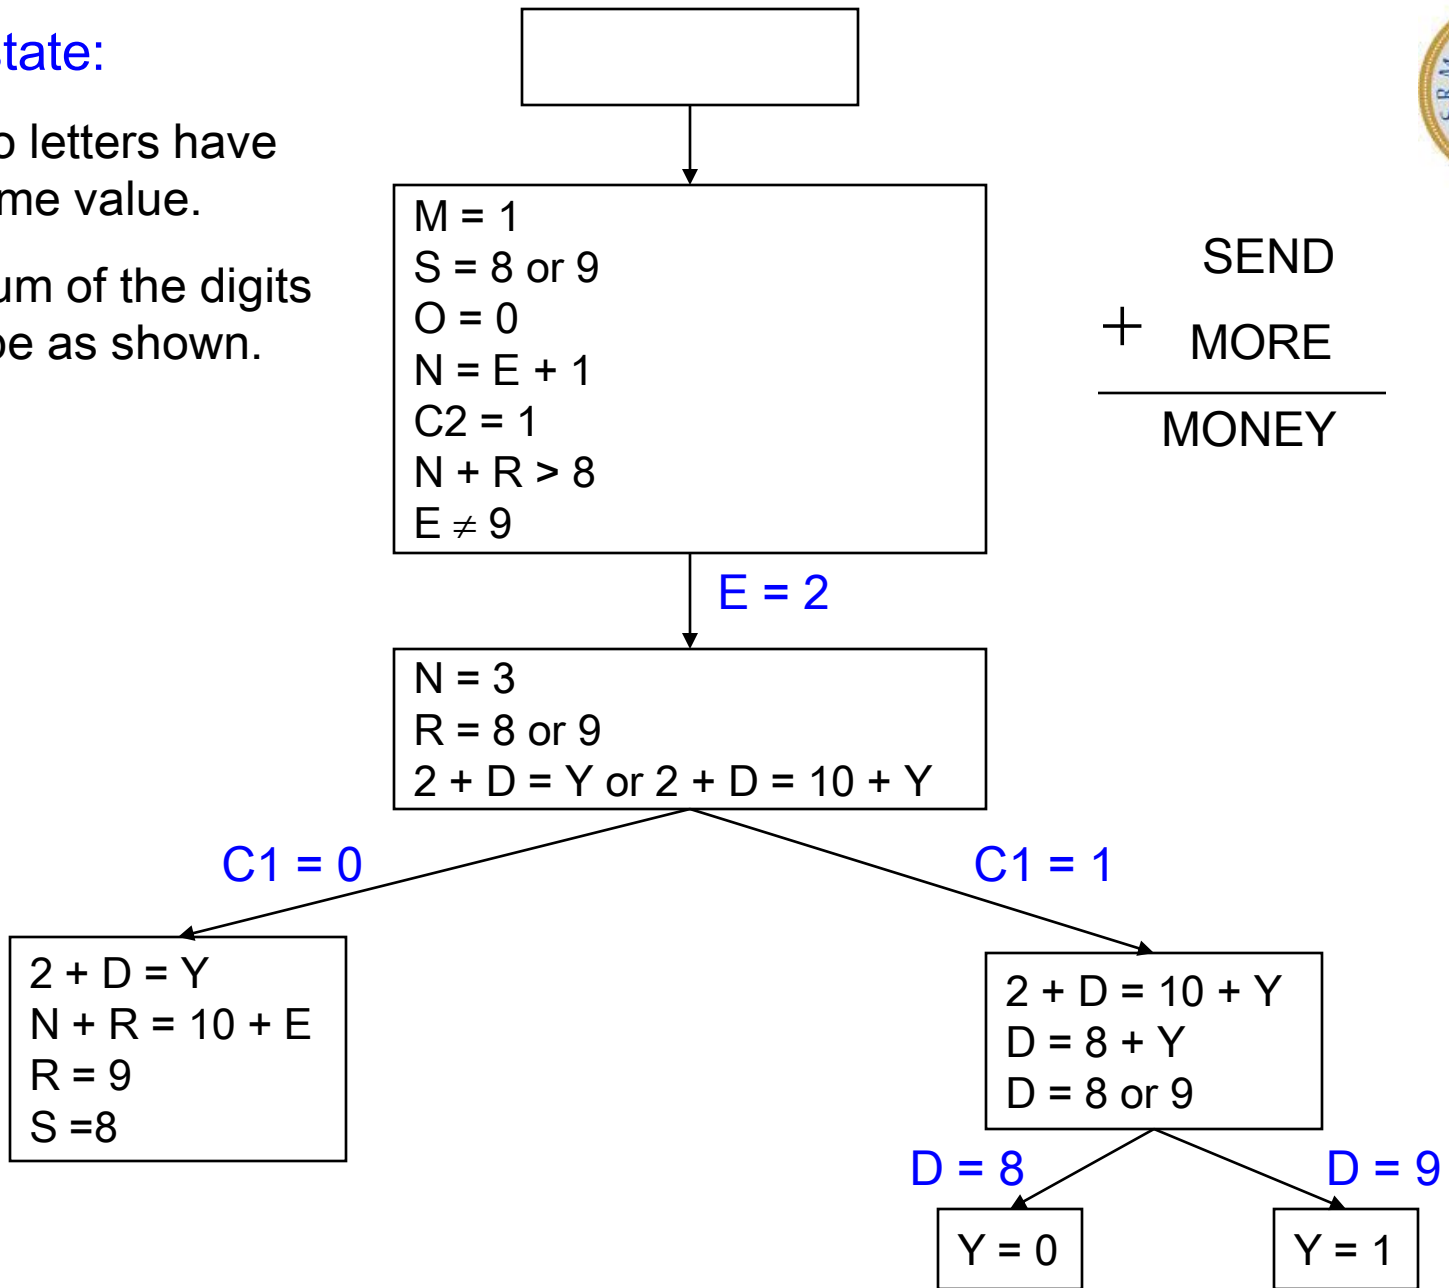 tate:
o letters have
me value.
um of the digits
be as shown.
M = 1
S = 8 or 9
O = 0
N = E + 1
C2 = 1
N + R > 8
E ≠ 9
SEND
+ MORE
MONEY
E = 2
N = 3
R = 8 or 9
2 + D = Y or 2 + D = 10 + Y
C1 = 0
C1 = 1
2 + D = Y
N + R = 10 + E
R = 9
S =8
2 + D = 10 + Y
D = 8 + Y
D = 8 or 9
D = 8
D = 9
Y = 0
Y = 1